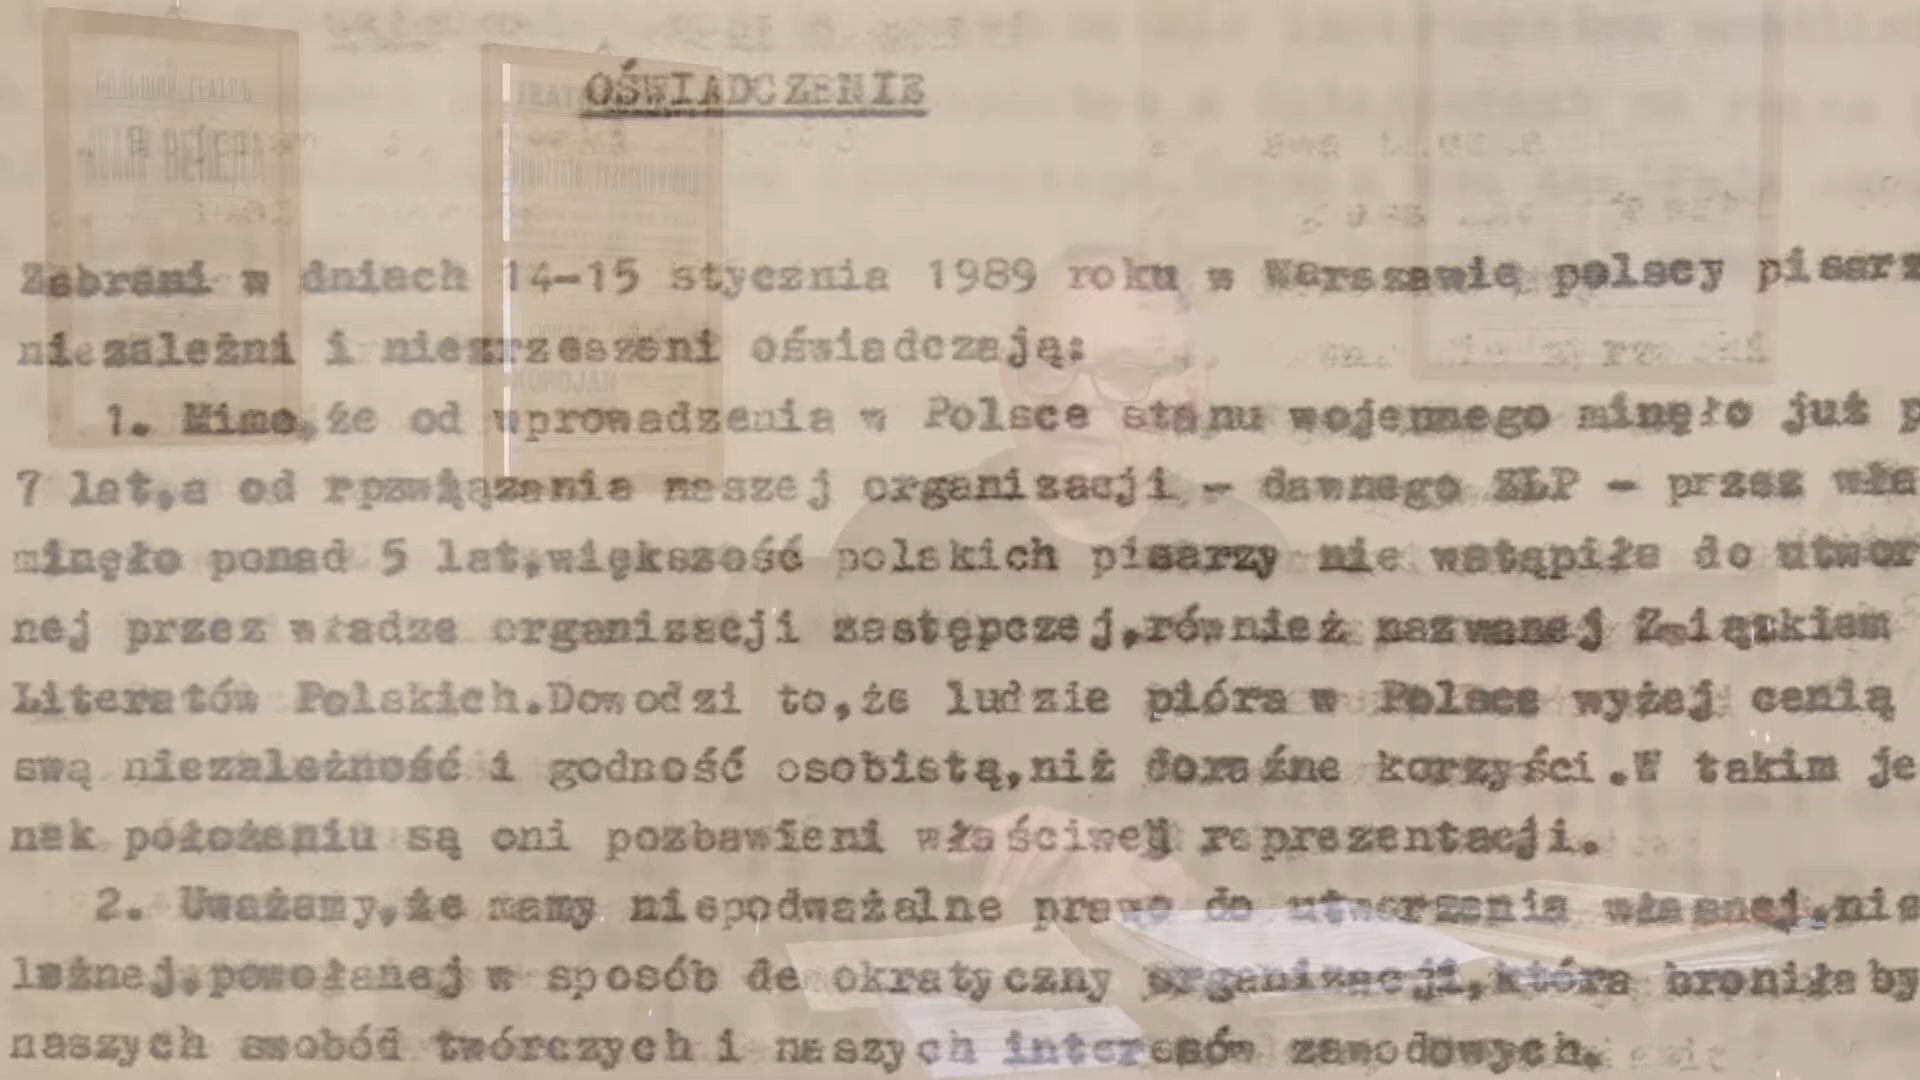 OŚWIADCZENIE
Zebrani w dniach 14-15 stycznia 1989 roku w Warszawie polscy pisarz
niezależni i niezrzeszeni oświadczają:
1. Mimo,że od wprowadzenia w Polsce stanu wojennego minęło już p
7 lat,a od rozwiązania naszej organizacji - dawnego ZLP - przez wła
minęło ponad 5 lat,większość polskich pisarzy nie wstąpiła do utwor
nej przez władze organizacji zastępczej,również nazwanej Związkiem
Literatów Polskich.Dowodzi to,że ludzie pióra w Polsce wyżej cenią
swą niezależność i godność osobistą,niż doraźne korzyści.W takim je
nak położeniu są oni pozbawieni właściwej reprezentacji.
2. Uważamy,że mamy niepodważalne prawo do utworzenia własnej,nie
leżnej,powołanej w sposób demokratyczny organizacji,która broniłaby
naszych swobód twórczych i naszych interesów zawodowych.